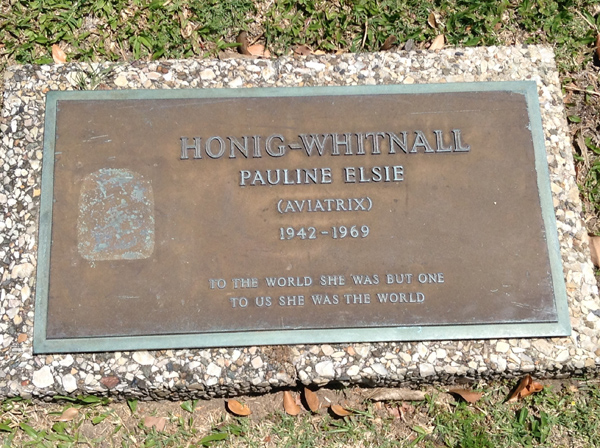 HONIG-WHITNALL
PAULINE ELSIE
(AVIATRIX)
1942-1969
TO THE WORLD SHE WAS BUT ONE
TO US SHE WAS THE WORLD